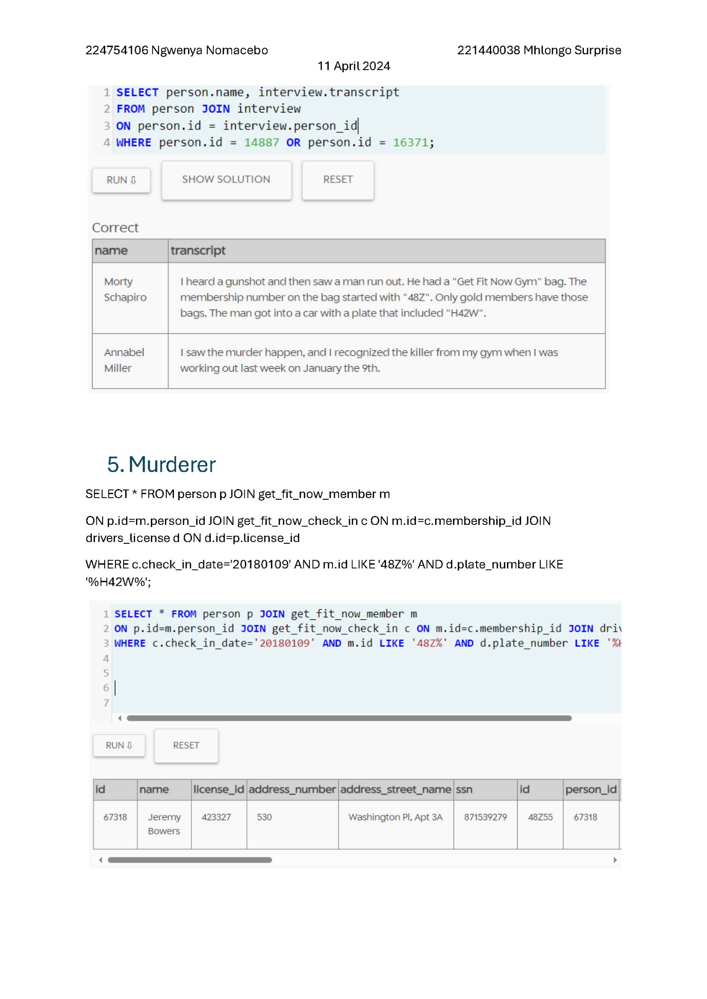 224754106 Ngwenya Nomacebo 221440038 Mhlongo Surprise
11 April 2024
1 SELECT person.name, interview.transcript
2 FROM person JOIN interview
3 ON person.id = interview.person_id
4 WHERE person.id = 14887 OR person.id = 16371;
RUN ⇩ SHOW SOLUTION RESET
Correct
name transcript
Morty I heard a gunshot and then saw a man run out. He had a "Get Fit Now Gym" bag. The
Schapiro membership number on the bag started with "48Z". Only gold members have those
bags. The man got into a car with a plate that included "H42W".
Annabel I saw the murder happen, and I recognized the killer from my gym when I was
Miller working out last week on January the 9th.
5. Murderer
SELECT * FROM person p JOIN get_fit_now_member m
ON p.id=m.person_id JOIN get_fit_now_check_in c ON m.id=c.membership_id JOIN
drivers_license d ON d.id=p.license_id
WHERE c.check_in_date='20180109' AND m.id LIKE '48Z%' AND d.plate_number LIKE
'%H42W%';
1 SELECT * FROM person p JOIN get_fit_now_member m
2 ON p.id=m.person_id JOIN get_fit_now_check_in c ON m.id=c.membership_id JOIN driv
3 WHERE c.check_in_date='20180109' AND m.id LIKE '48Z%' AND d.plate_number LIKE '%H
4
5
6
7
RUN ⇩ RESET
id name license_id address_number address_street_name ssn id person_id
67318 Jeremy 423327 530 Washington Pl, Apt 3A 871539279 48Z55 67318
Bowers